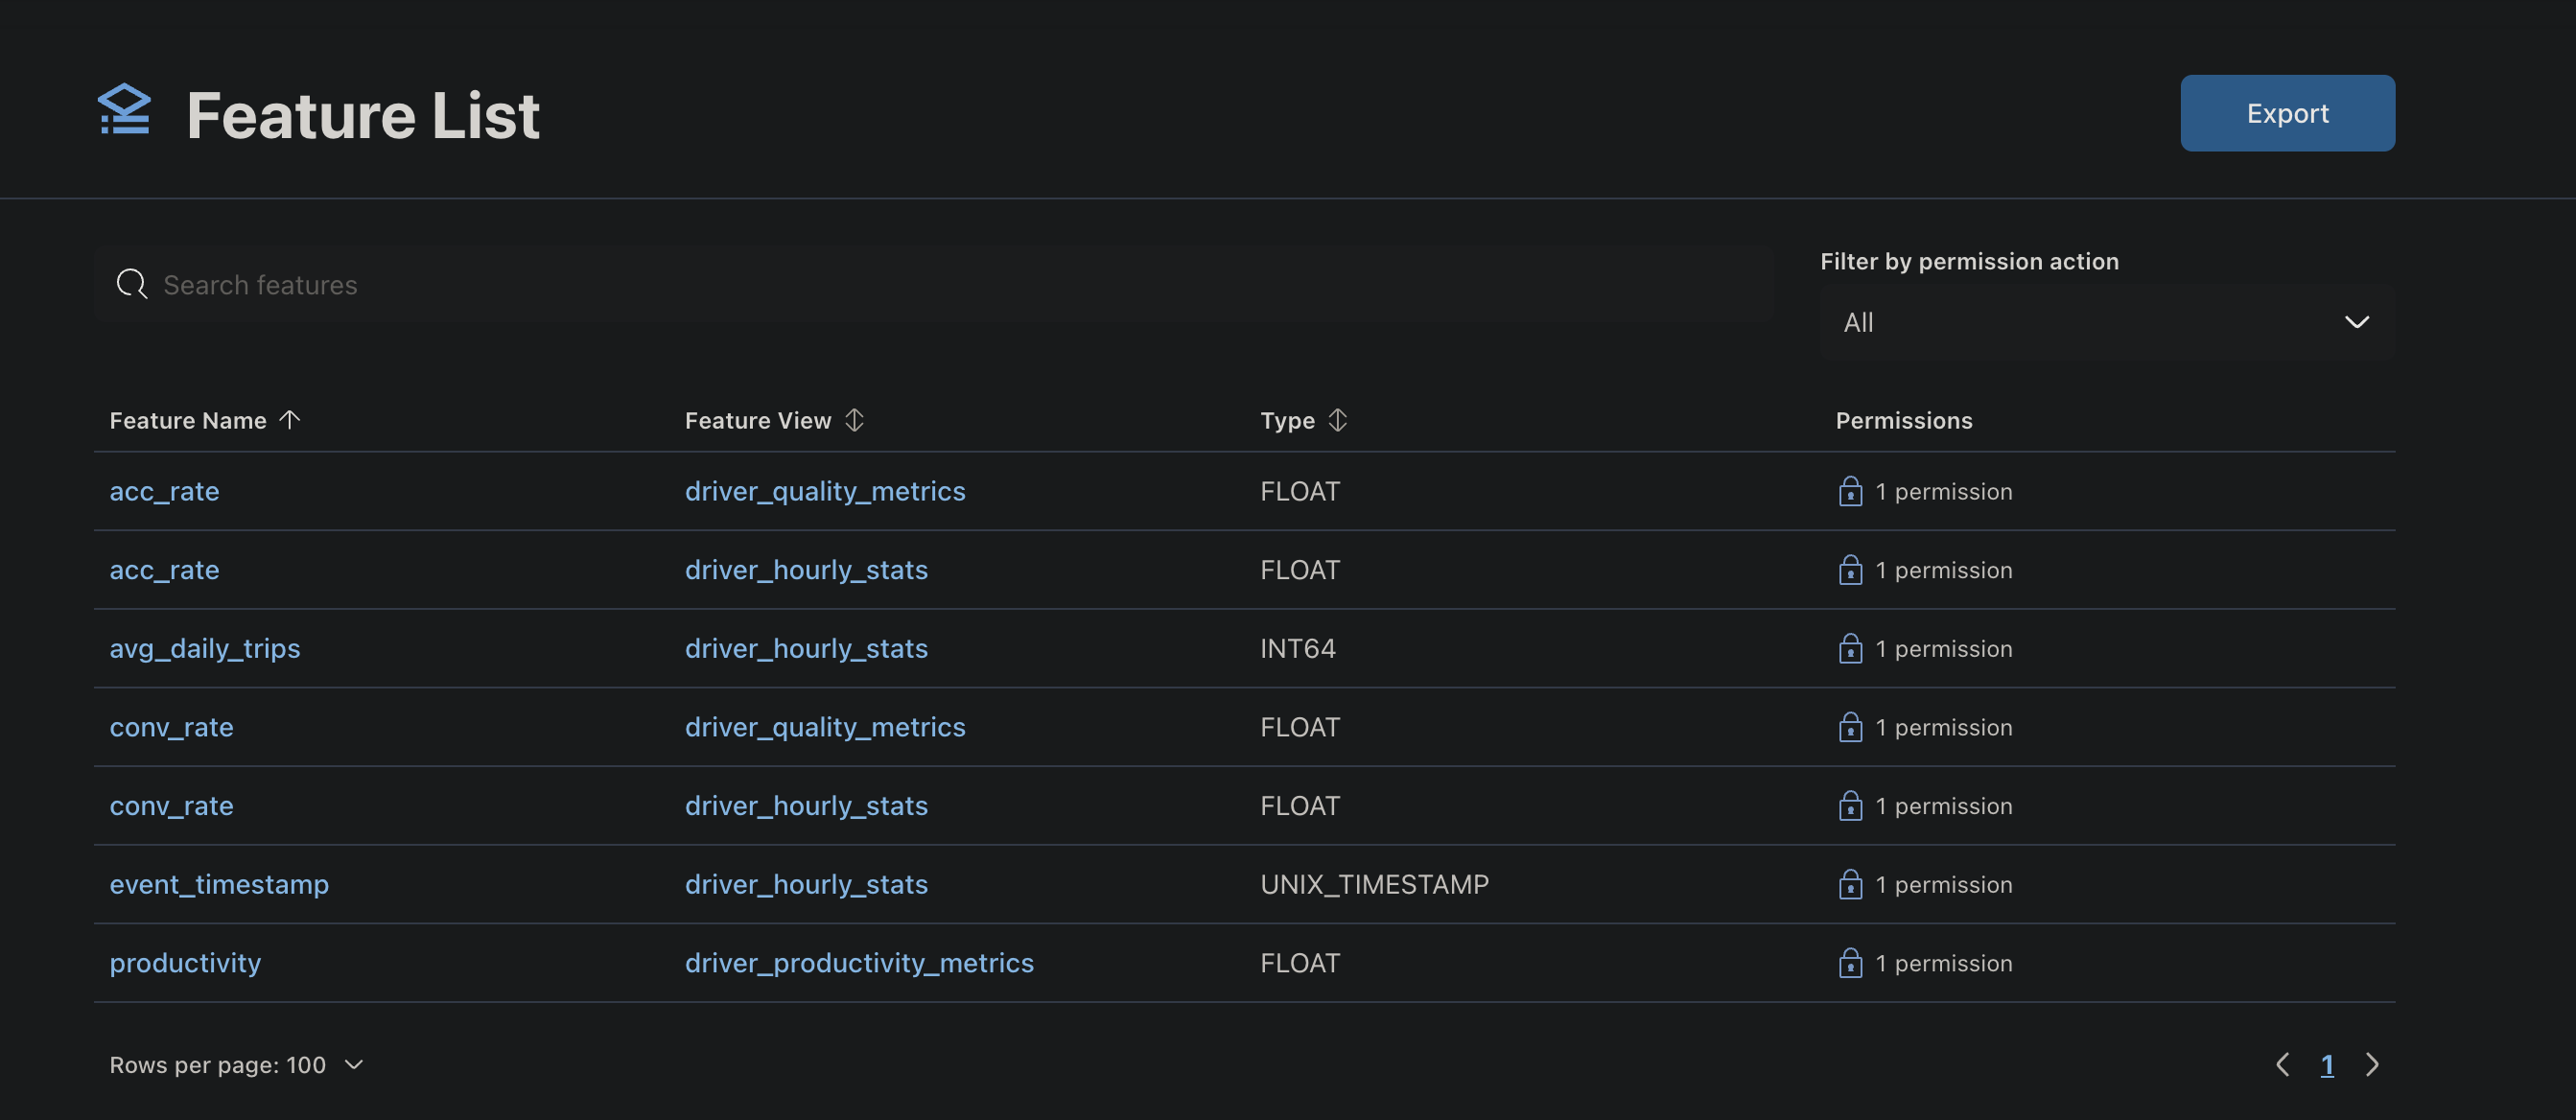 Feature List
Export
Search features
Filter by permission action
All
Feature Name Feature View Type Permissions
acc_rate driver_quality_metrics FLOAT 1 permission
acc_rate driver_hourly_stats FLOAT 1 permission
avg_daily_trips driver_hourly_stats INT64 1 permission
conv_rate driver_quality_metrics FLOAT 1 permission
conv_rate driver_hourly_stats FLOAT 1 permission
event_timestamp driver_hourly_stats UNIX_TIMESTAMP 1 permission
productivity driver_productivity_metrics FLOAT 1 permission
Rows per page: 100
1